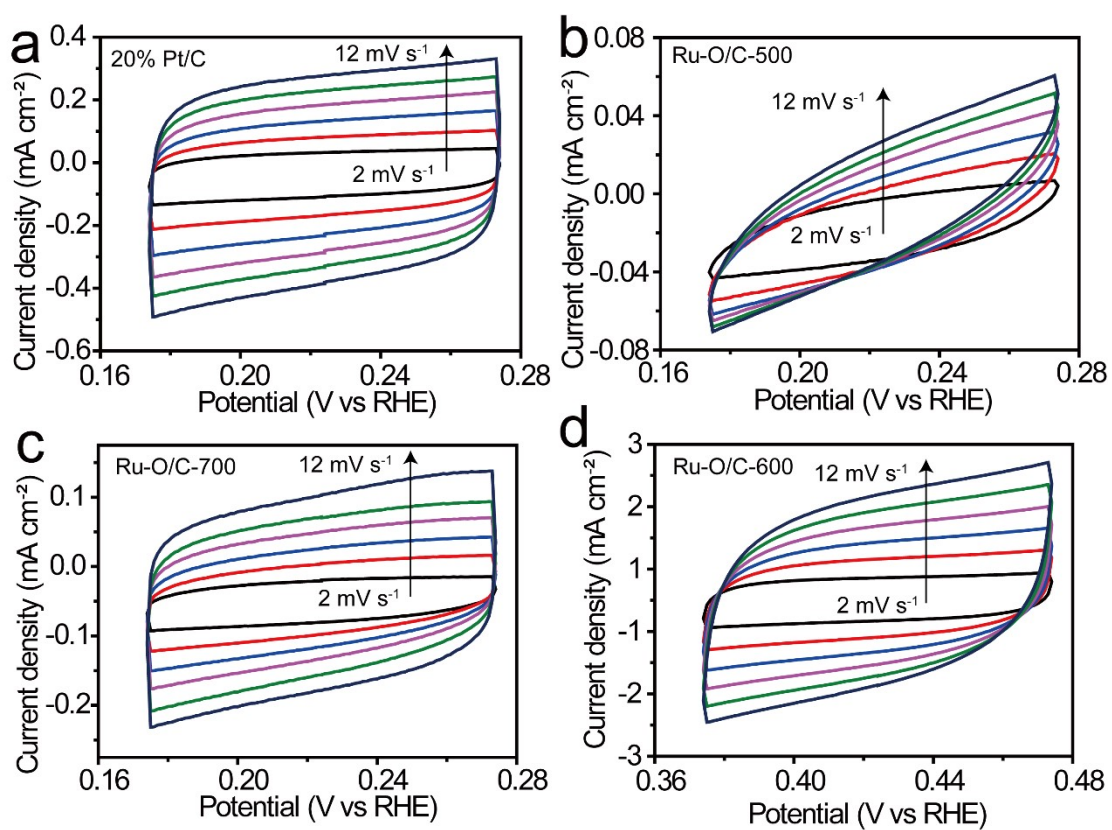 a
20% Pt/C
12 mV s⁻¹
2 mV s⁻¹
0.4
0.2
0.0
-0.2
-0.4
-0.6
0.16
0.20
0.24
0.28
Current density (mA cm⁻²)
Potential (V vs RHE)
b
Ru-O/C-500
12 mV s⁻¹
2 mV s⁻¹
0.08
0.04
0.00
-0.04
-0.08
0.16
0.20
0.24
0.28
Current density (mA cm⁻²)
Potential (V vs RHE)
c
Ru-O/C-700
12 mV s⁻¹
2 mV s⁻¹
0.1
0.0
-0.1
-0.2
0.16
0.20
0.24
0.28
Current density (mA cm⁻²)
Potential (V vs RHE)
d
Ru-O/C-600
12 mV s⁻¹
2 mV s⁻¹
3
2
1
-1
-2
-3
0.36
0.40
0.44
0.48
Current density (mA cm⁻²)
Potential (V vs RHE)